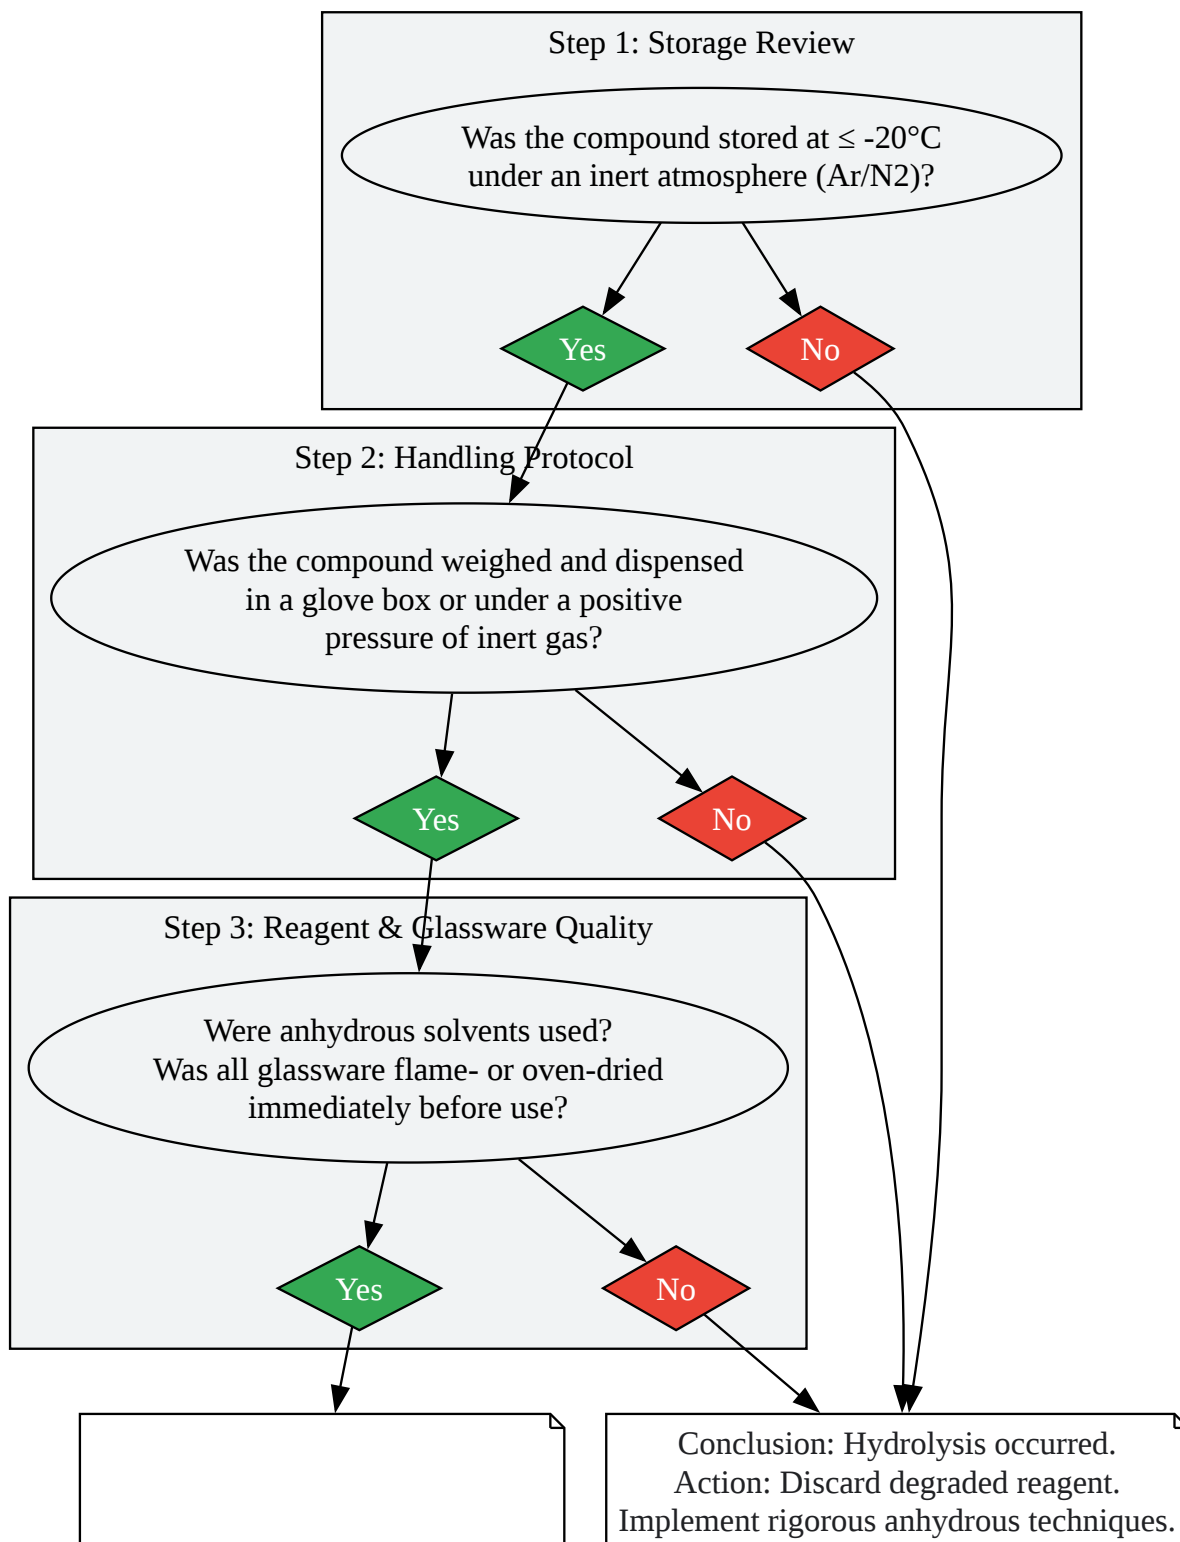 Step 1: Storage Review
Was the compound stored at ≤ -20°C
under an inert atmosphere (Ar/N2)?
Yes
No
Step 2: Handling Protocol
Was the compound weighed and dispensed
in a glove box or under a positive
pressure of inert gas?
Yes
No
Step 3: Reagent & Glassware Quality
Were anhydrous solvents used?
Was all glassware flame- or oven-dried
immediately before use?
Yes
No
Conclusion: Hydrolysis occurred.
Action: Discard degraded reagent.
Implement rigorous anhydrous techniques.